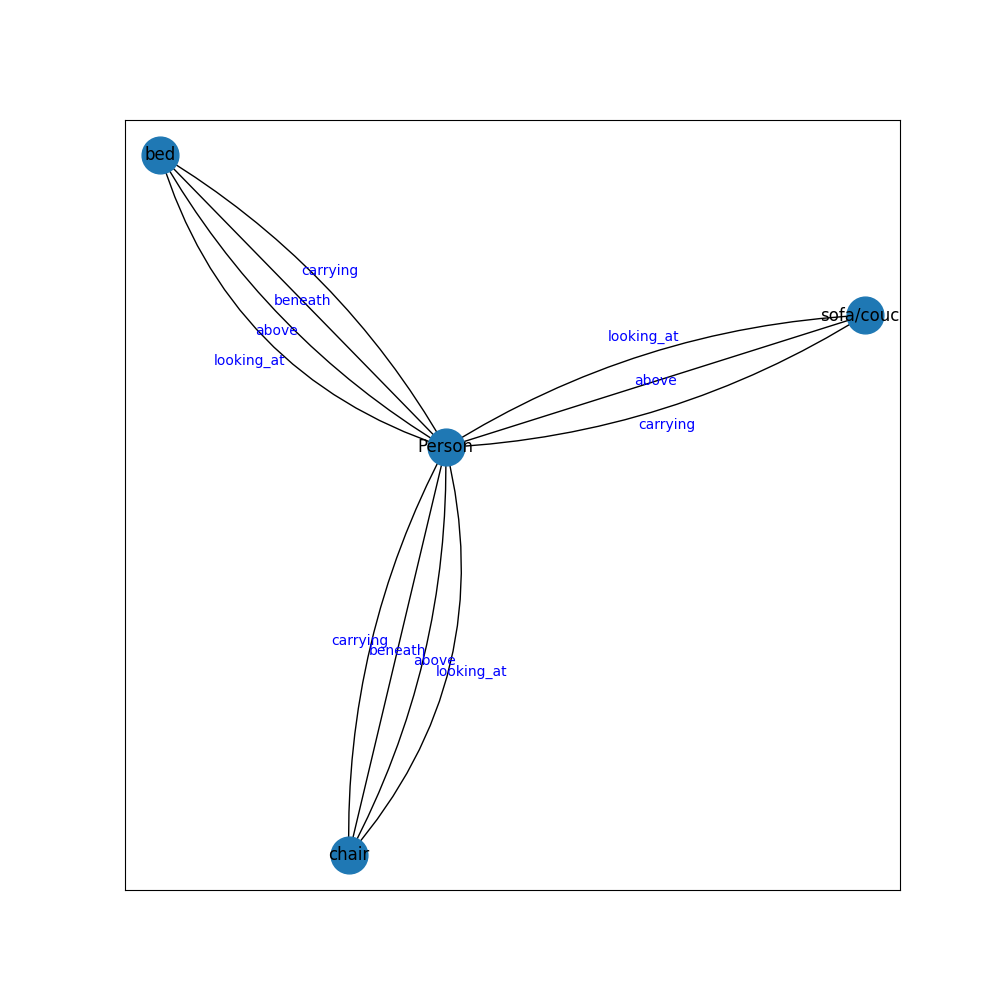 bed
carrying
beneath
sofa/couc
above
looking_at
looking_at
above
carrying
Person
carrying
beneath
above
looking_at
chair